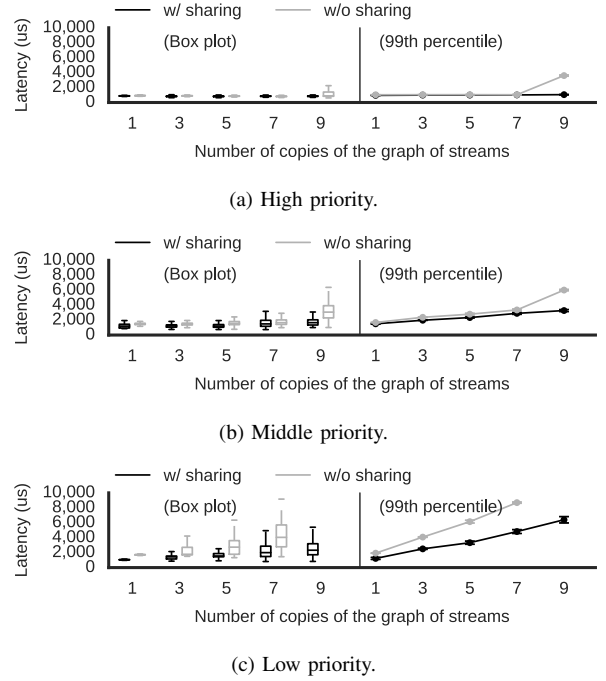 w/ sharing w/o sharing
10,000 (Box plot) (99th percentile)
8,000
6,000
4,000
2,000
0
Latency (us)
1 3 5 7 9 1 3 5 7 9
Number of copies of the graph of streams
(a) High priority.
w/ sharing w/o sharing
10,000 (Box plot) (99th percentile)
8,000
6,000
4,000
2,000
0
Latency (us)
1 3 5 7 9 1 3 5 7 9
Number of copies of the graph of streams
(b) Middle priority.
w/ sharing w/o sharing
10,000 (Box plot) (99th percentile)
8,000
6,000
4,000
2,000
0
Latency (us)
1 3 5 7 9 1 3 5 7 9
Number of copies of the graph of streams
(c) Low priority.